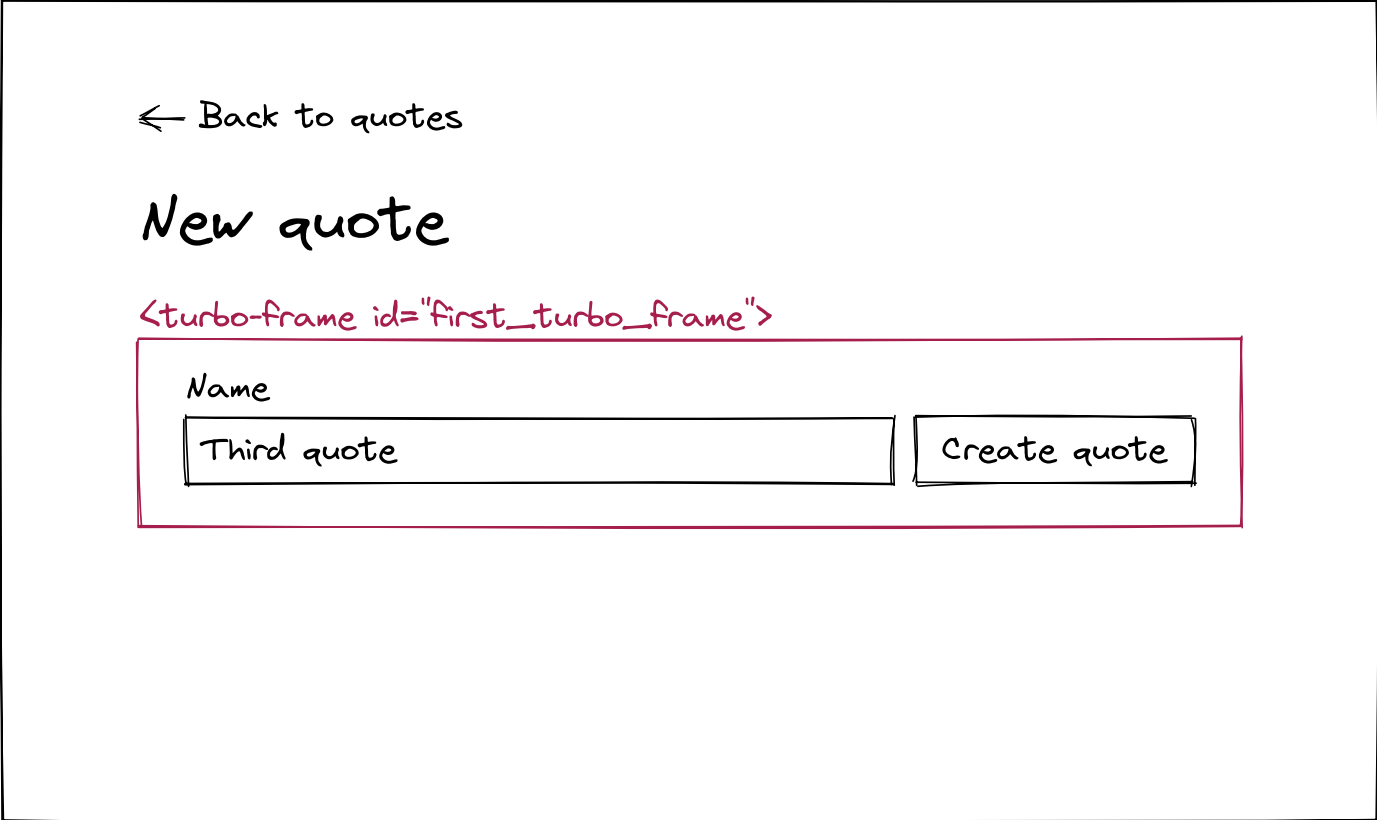 ← Back to quotes
New quote
<turbo-frame id="first_turbo_frame">
Name
Third quote
Create quote